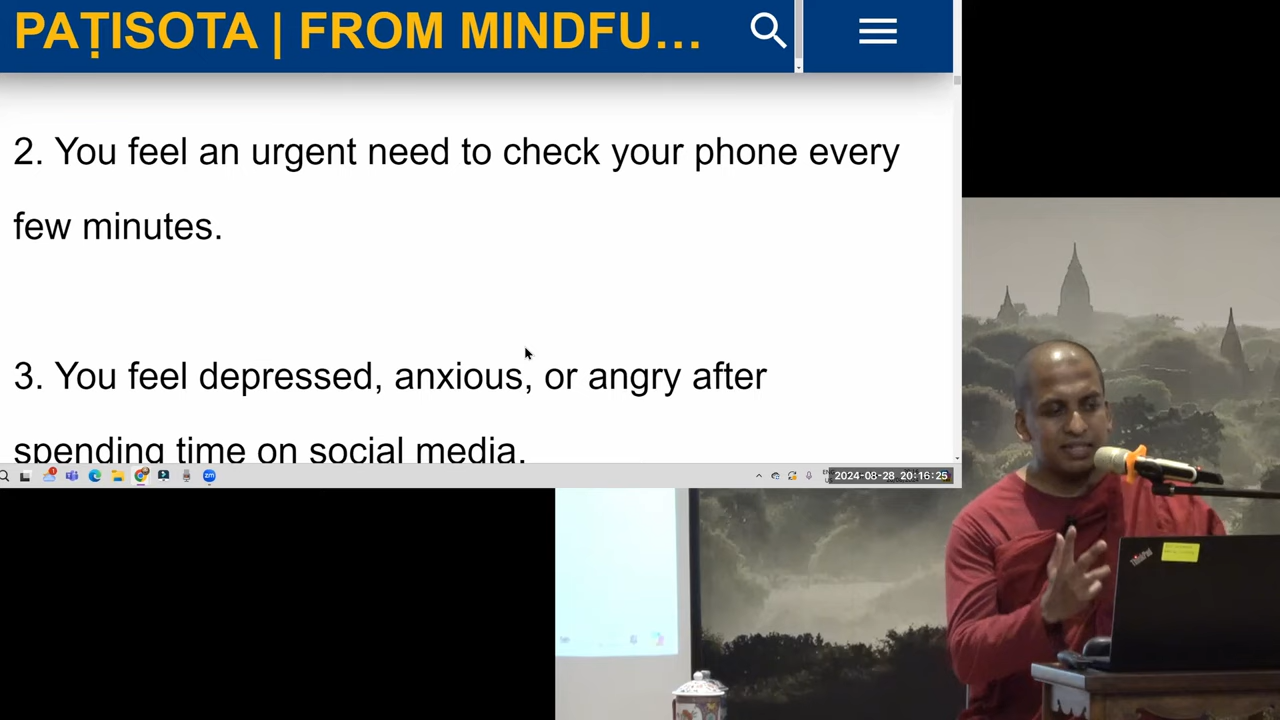 PAṬISOTA | FROM MINDFU...
2. You feel an urgent need to check your phone every
few minutes.
3. You feel depressed, anxious, or angry after
spending time on social media.
2024-08-28 20:16:25
ThinkPad